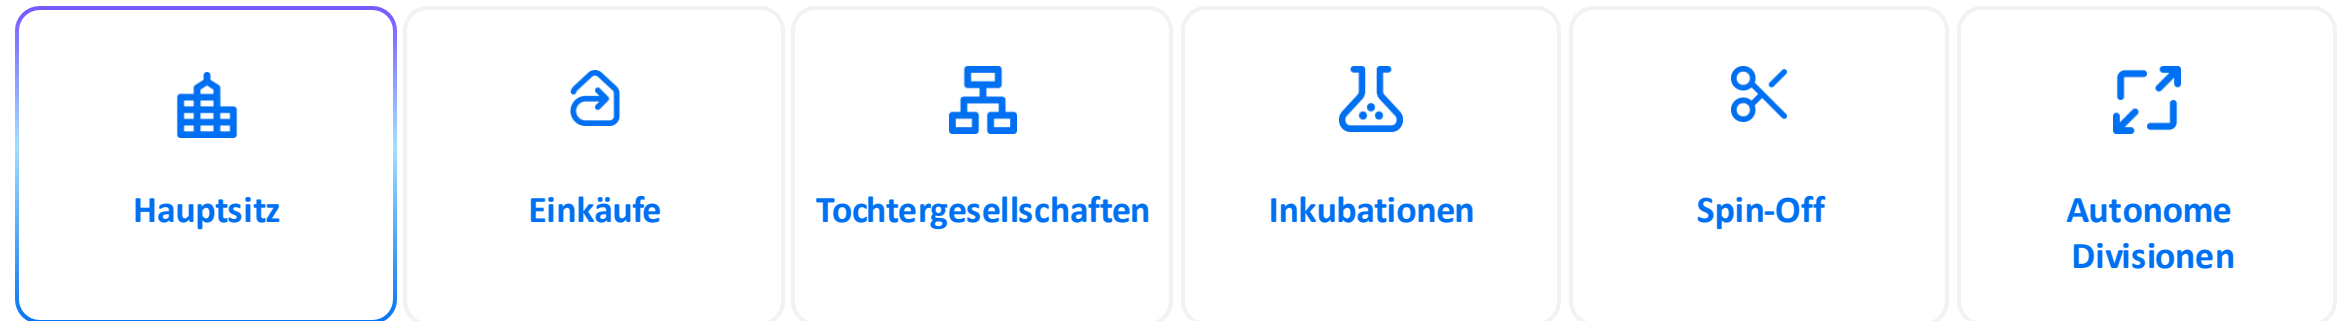 Hauptsitz
Einkäufe
Tochtergesellschaften
Inkubationen
Spin-Off
Autonome
Divisionen